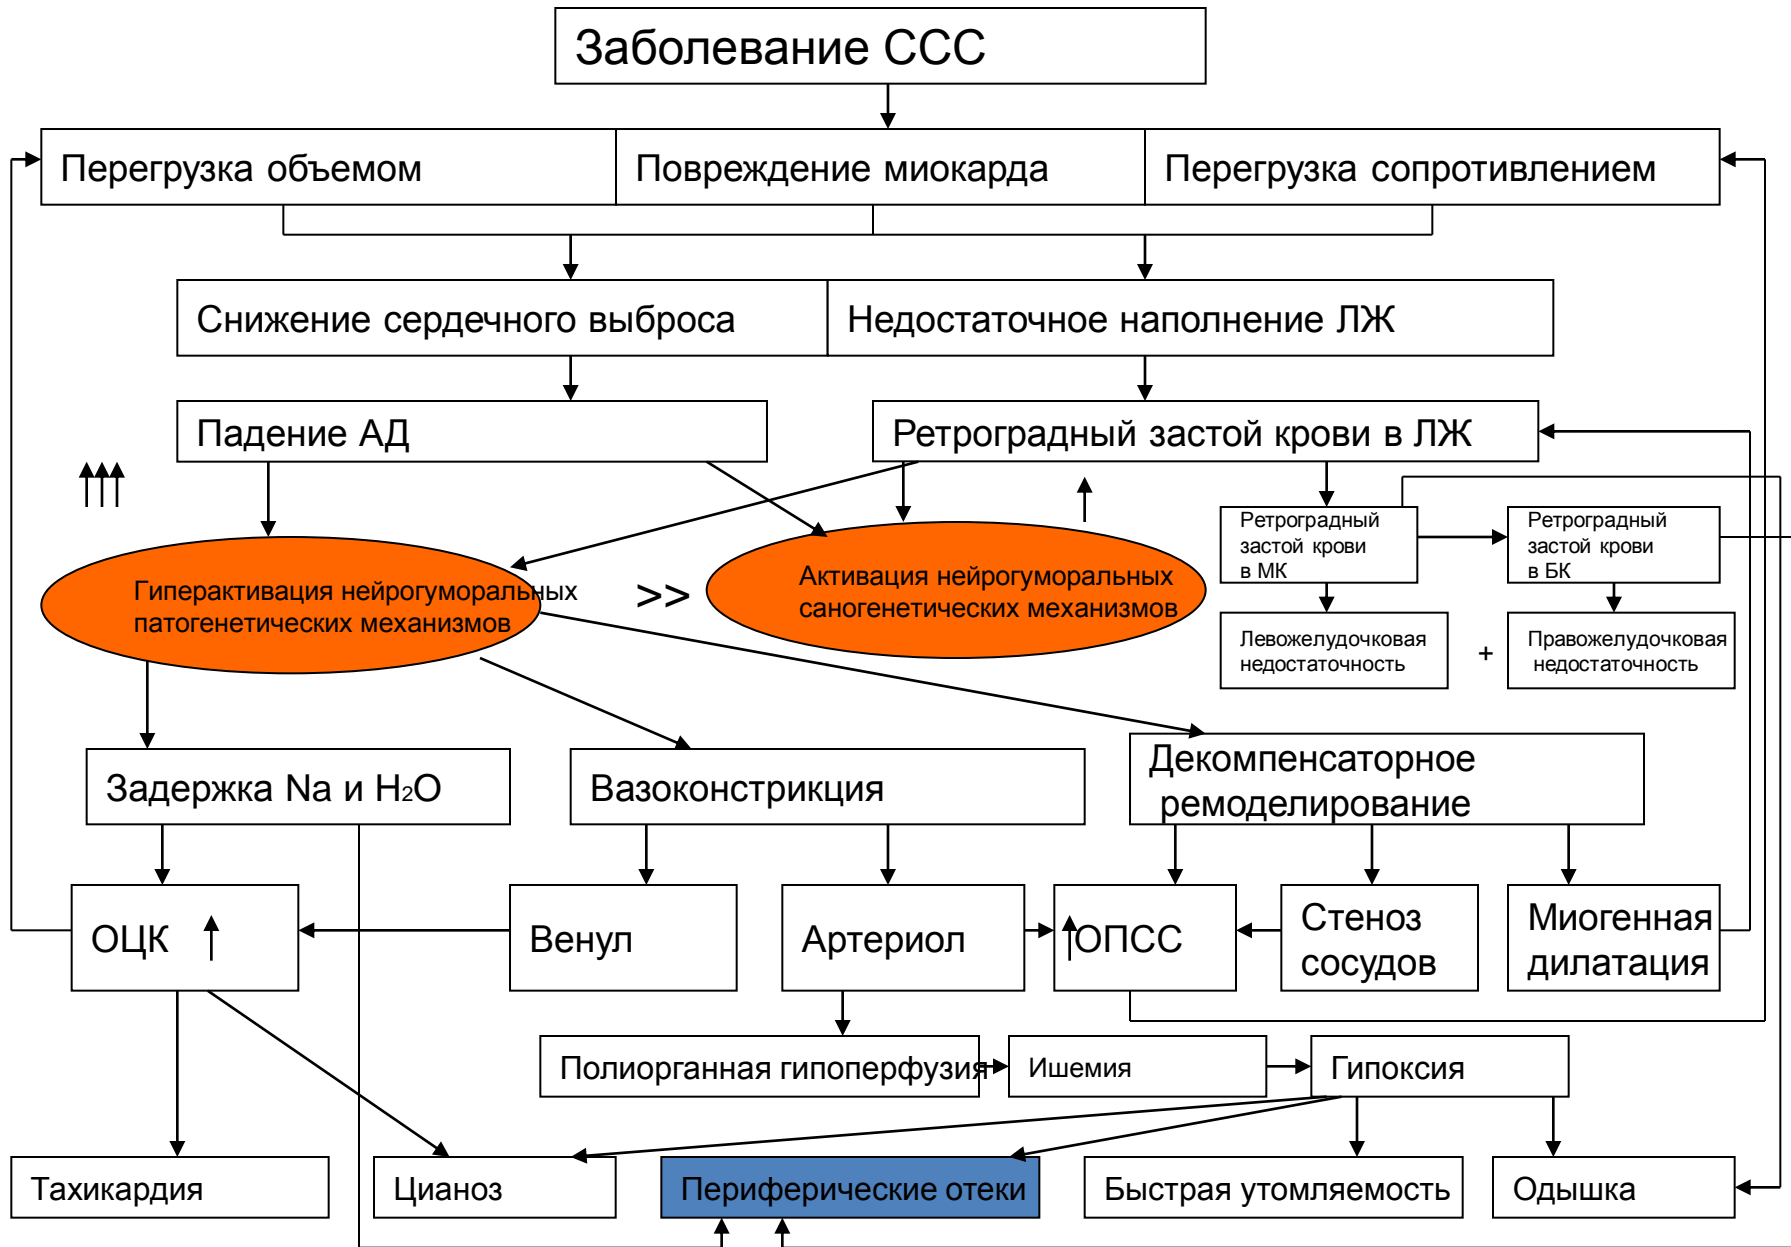 Заболевание ССС
Перегрузка объемом
Повреждение миокарда
Перегрузка сопротивлением
Снижение сердечного выброса
Недостаточное наполнение ЛЖ
Падение АД
Ретроградный застой крови в ЛЖ
Ретроградный
застой крови
в МК
Ретроградный
застой крови
в БК
Гиперактивация нейрогуморальных
патогенетических механизмов
>>
Активация нейрогуморальных
саногенетических механизмов
Левожелудочковая
недостаточность
+
Правожелудочковая
недостаточность
Задержка Na и H₂O
Вазоконстрикция
Декомпенсаторное
ремоделирование
ОЦК
Венул
Артериол
ОПСС
Стеноз
сосудов
Миогенная
дилатация
Полиорганная гипоперфузия
Ишемия
Гипоксия
Тахикардия
Цианоз
Периферические отеки
Быстрая утомляемость
Одышка